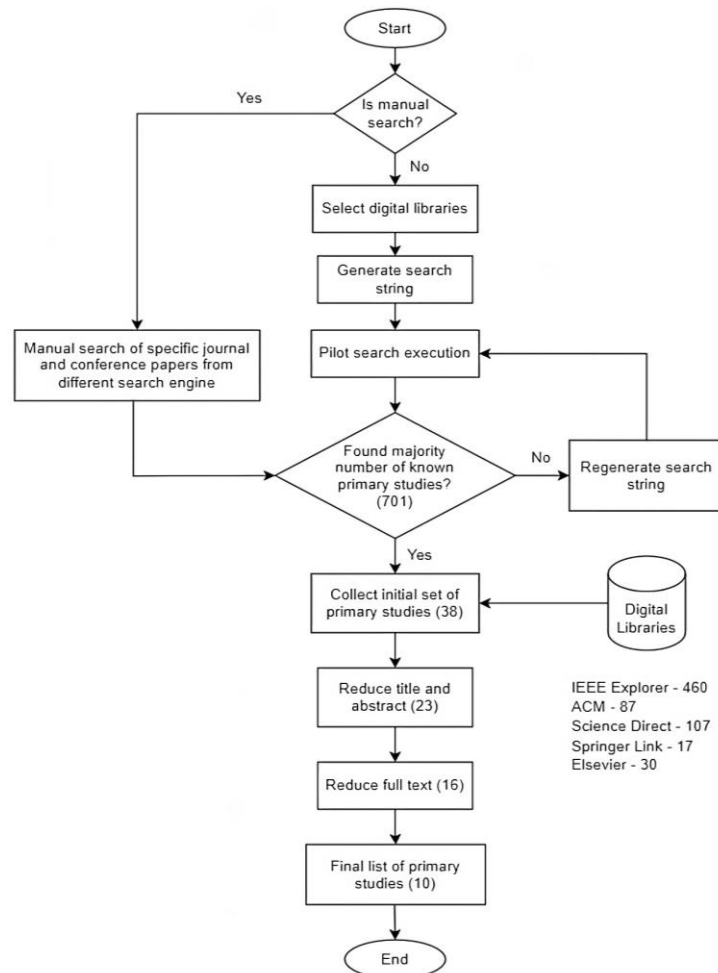 Start
Is manual
search?
Yes
No
Select digital libraries
Generate search
string
Manual search of specific journal
and conference papers from
different search engine
Pilot search execution
Found majority
number of known
primary studies?
(701)
No
Regenerate search
string
Yes
Collect initial set of
primary studies (38)
Digital
Libraries
Reduce title and
abstract (23)
IEEE Explorer - 460
ACM - 87
Science Direct - 107
Springer Link - 17
Elsevier - 30
Reduce full text (16)
Final list of primary
studies (10)
End